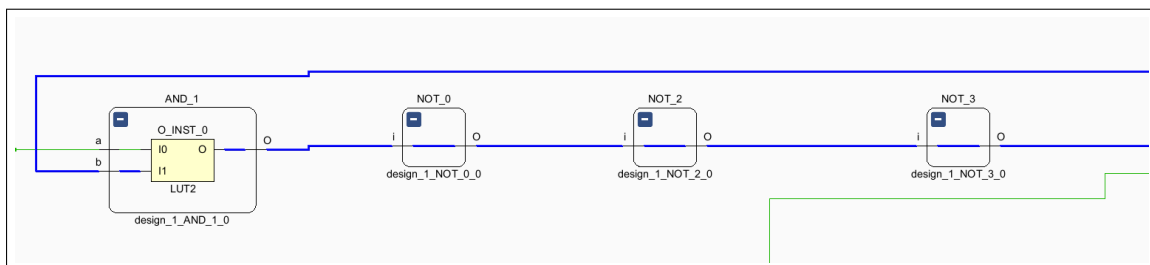 AND_1
O_INST_0
a
I0
O
O
b
I1
LUT2
design_1_AND_1_0
NOT_0
i
O
design_1_NOT_0_0
NOT_2
i
O
design_1_NOT_2_0
NOT_3
i
O
design_1_NOT_3_0